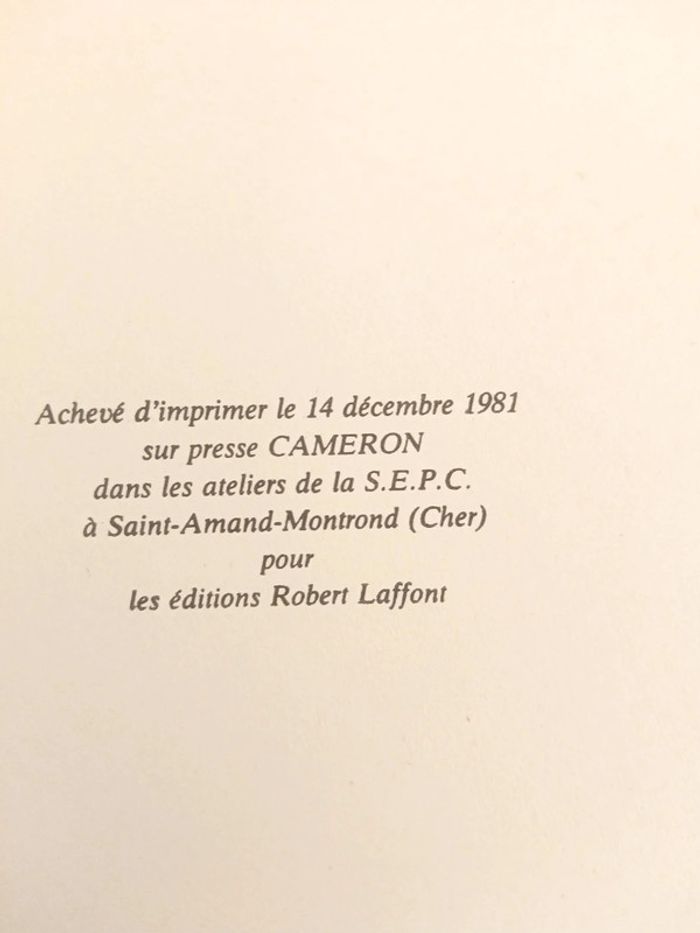 Achevé d'imprimer le 14 décembre 1981
sur presse CAMERON
dans les ateliers de la S.E.P.C.
à Saint-Amand-Montrond (Cher)
pour
les éditions Robert Laffont